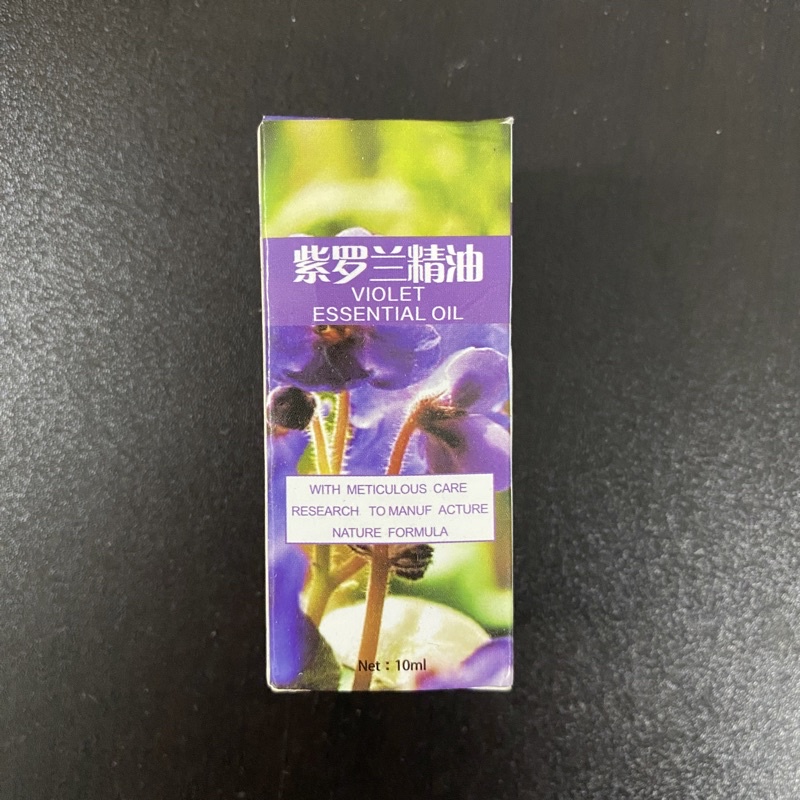 紫罗兰精油
VIOLET
ESSENTIAL OIL
WITH METICULOUS CARE
RESEARCH TO MANUF ACTURE
NATURE FORMULA
Net：10ml